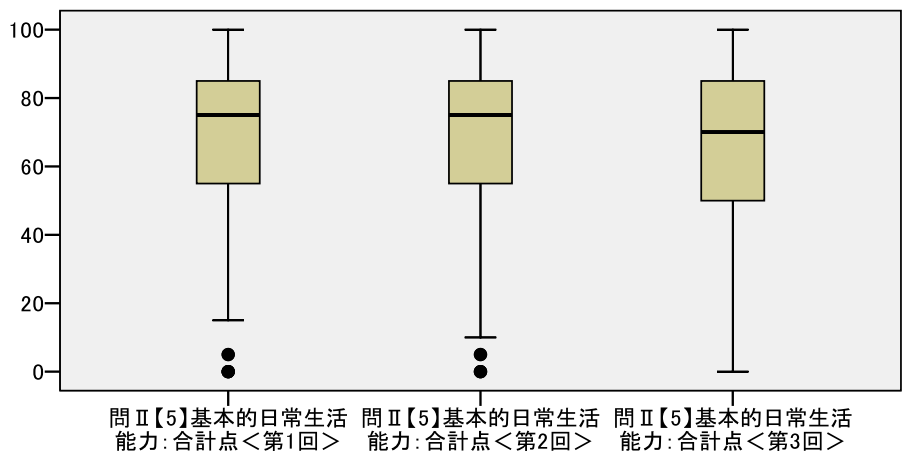 100
80
60
40
20
0
問Ⅱ【5】基本的日常生活
能力:合計点＜第1回＞
問Ⅱ【5】基本的日常生活
能力:合計点＜第2回＞
問Ⅱ【5】基本的日常生活
能力:合計点＜第3回＞